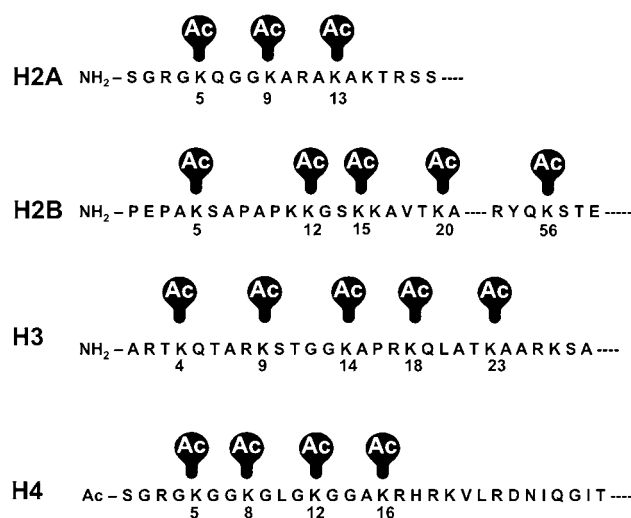 Ac Ac Ac
H2A NH2–SGRGKQGGKARAKAKTRSS----
5 9 13
Ac Ac Ac Ac Ac
H2B NH2–PEPAKSAPAPKKGSKKAVTKA----RYQKSTE-----
5 12 15 20 56
Ac Ac Ac Ac Ac
H3 NH2–ARTKQTARKSTGGKAPRKQLATKAARKSA----
4 9 14 18 23
Ac Ac Ac Ac
H4 Ac–SGRGKGGKGLGKGGAKRHRKVLRDNIQGIT----
5 8 12 16